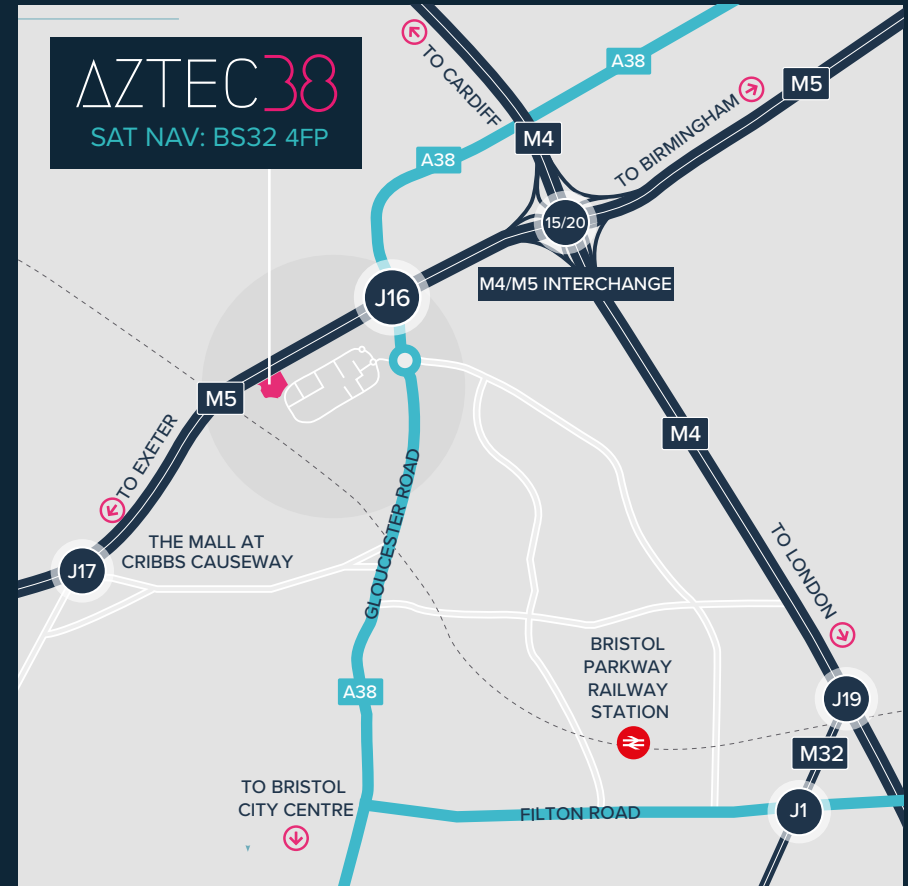 AZTEC38
SAT NAV: BS32 4FP
TO CARDIFF
A38
M5
TO BIRMINGHAM
M4
A38
15/20
M4/M5 INTERCHANGE
J16
M5
M4
TO EXETER
GLOUCESTER ROAD
THE MALL AT
CRIBBS CAUSEWAY
J17
TO LONDON
BRISTOL
PARKWAY
RAILWAY
STATION
A38
J19
M32
TO BRISTOL
CITY CENTRE
FILTON ROAD
J1